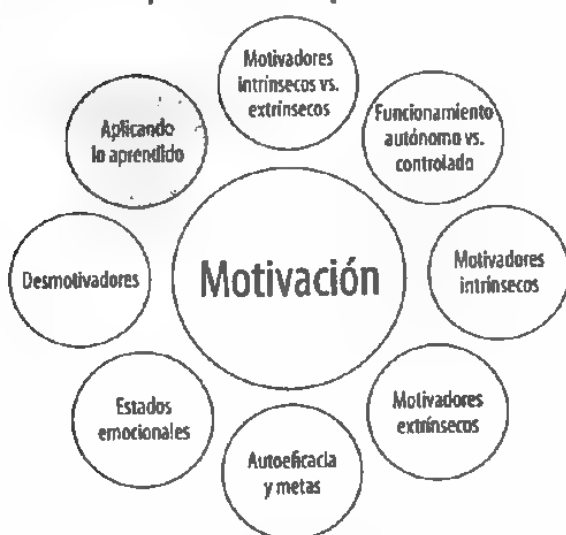 Motivadores
intrínsecos vs.
extrínsecos
Funcionamiento
autónomo vs.
controlado
Aplicando
lo aprendido
Motivación
Motivadores
intrínsecos
Desmotivadores
Motivadores
extrínsecos
Estados
emocionales
Autoeficacia
y metas